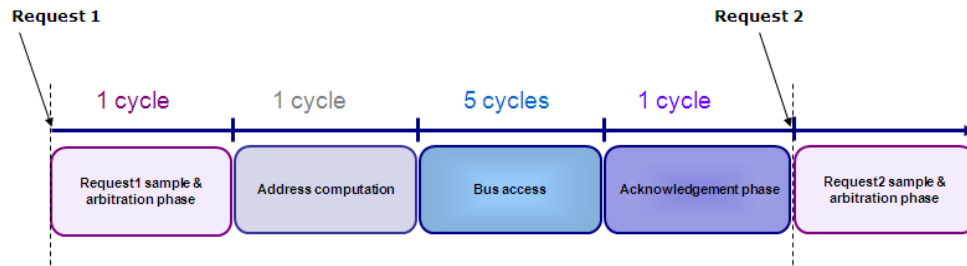 Request 1
Request 2
1 cycle
1 cycle
5 cycles
1 cycle
Request1 sample &
arbitration phase
Address computation
Bus access
Acknowledgement phase
Request2 sample &
arbitration phase